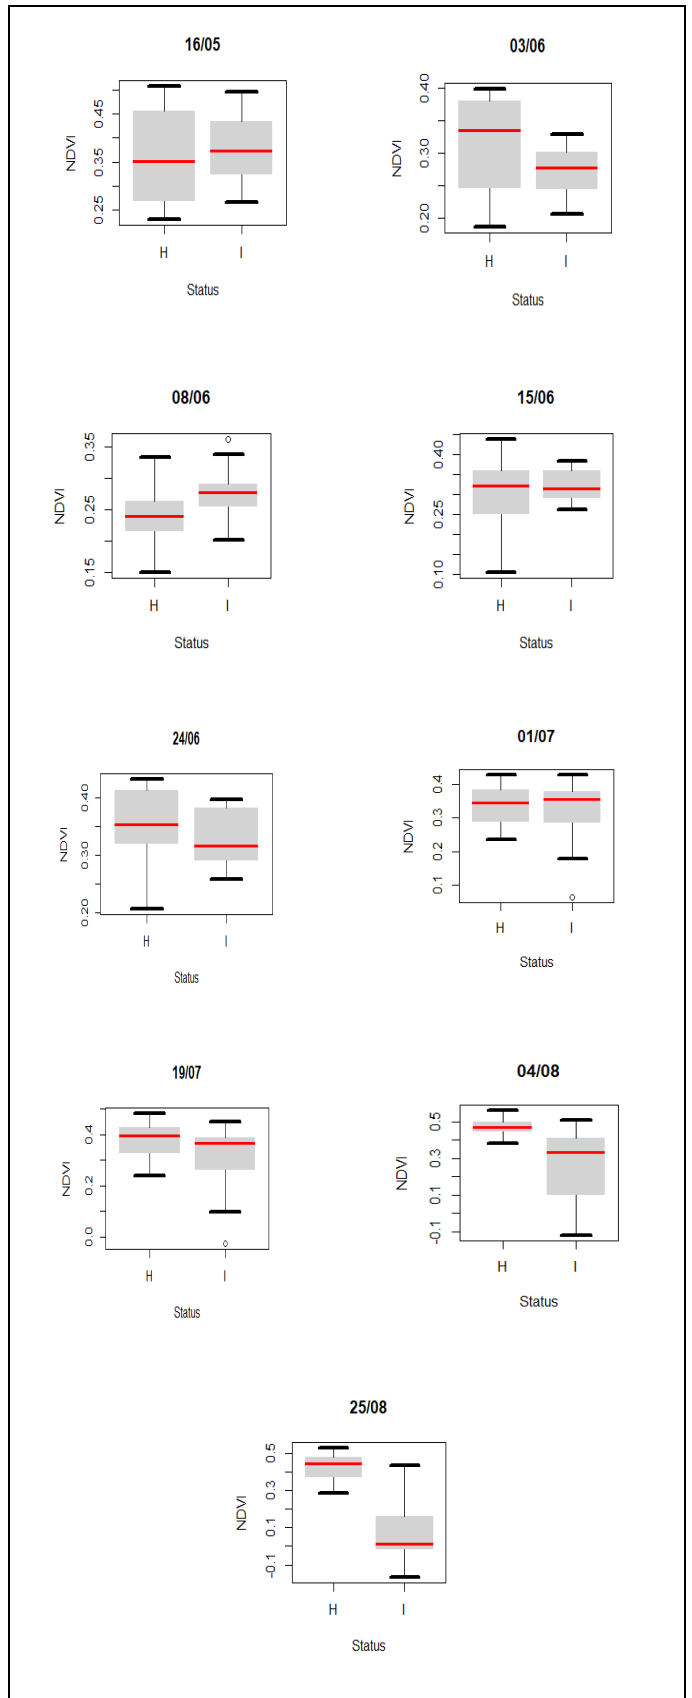 16/05
NDVI
0.45
0.35
0.25
H I
Status
03/06
NDVI
0.40
0.30
0.20
H I
Status
08/06
NDVI
0.35
0.25
0.15
H I
Status
15/06
NDVI
0.40
0.25
0.10
H I
Status
24/06
NDVI
0.40
0.30
0.20
H I
Status
01/07
NDVI
0.4
0.3
0.2
0.1
H I
Status
19/07
NDVI
0.4
0.2
0.0
H I
Status
04/08
NDVI
0.5
0.3
0.1
-0.1
H I
Status
25/08
NDVI
0.5
0.3
0.1
-0.1
H I
Status